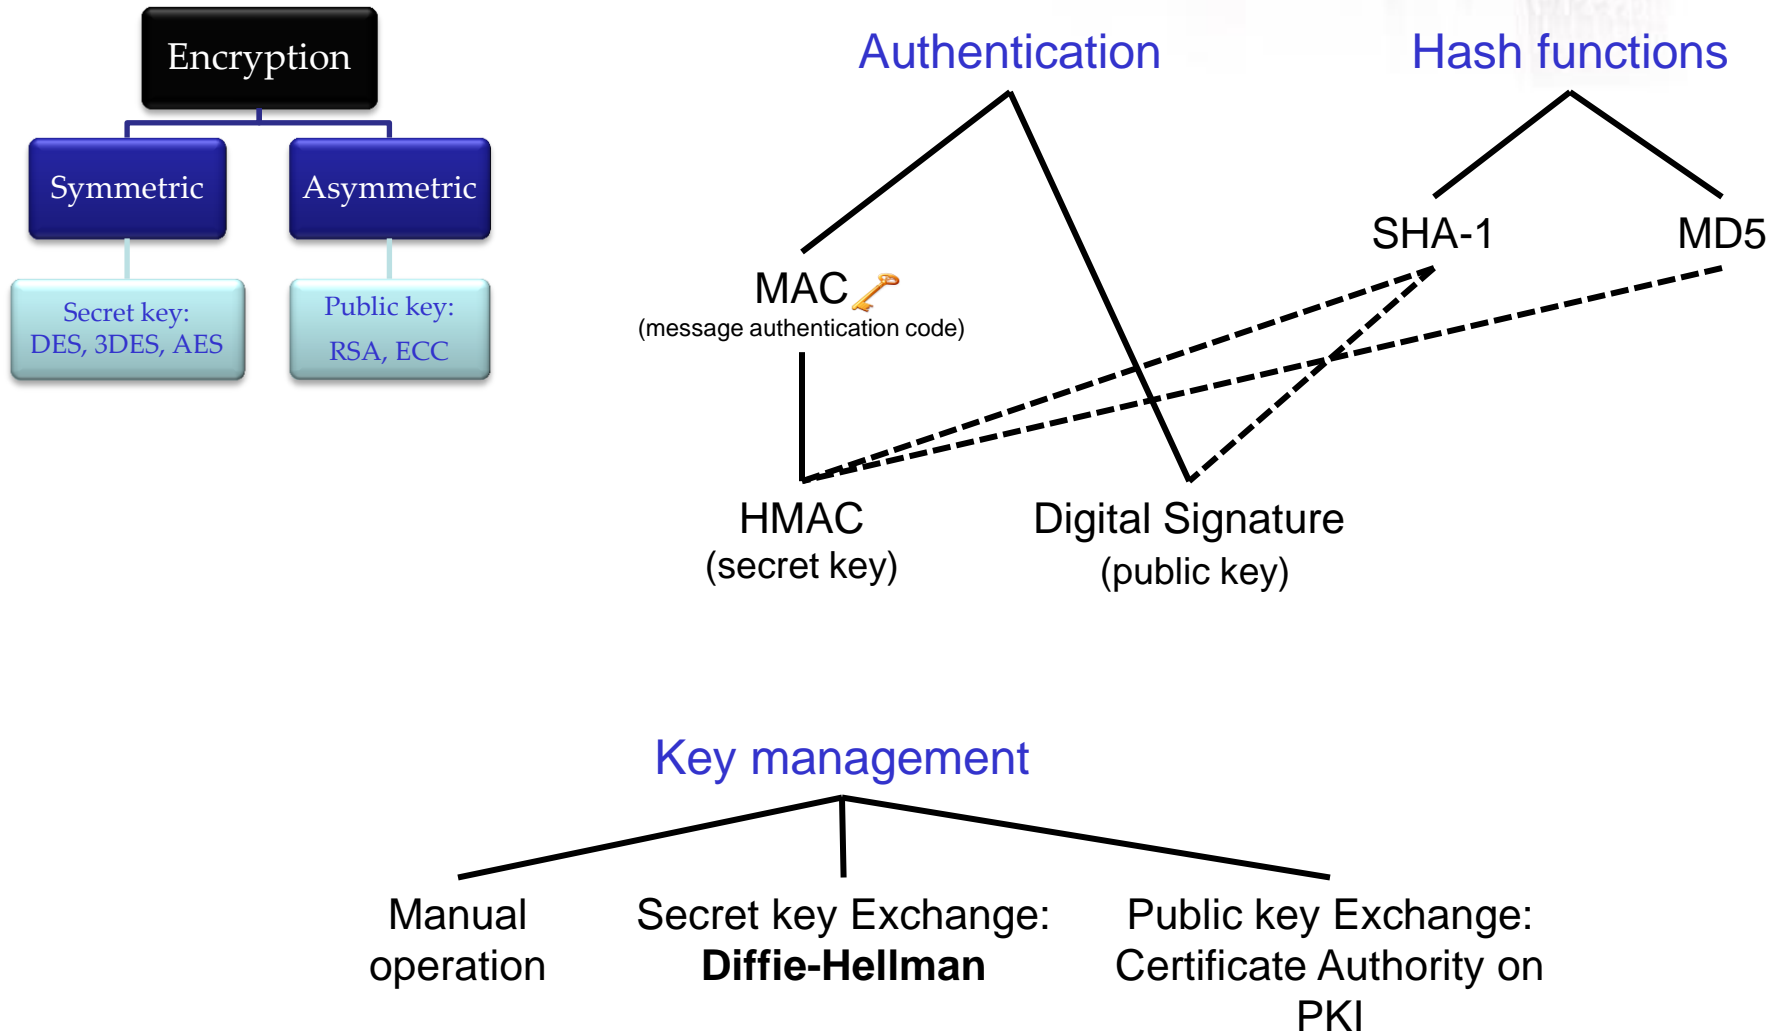 Encryption
Symmetric
Asymmetric
Secret key:
DES, 3DES, AES
Public key:
RSA, ECC
Authentication
Hash functions
SHA-1
MD5
MAC
(message authentication code)
HMAC
(secret key)
Digital Signature
(public key)
Key management
Manual
operation
Secret key Exchange:
Diffie-Hellman
Public key Exchange:
Certificate Authority on
PKI